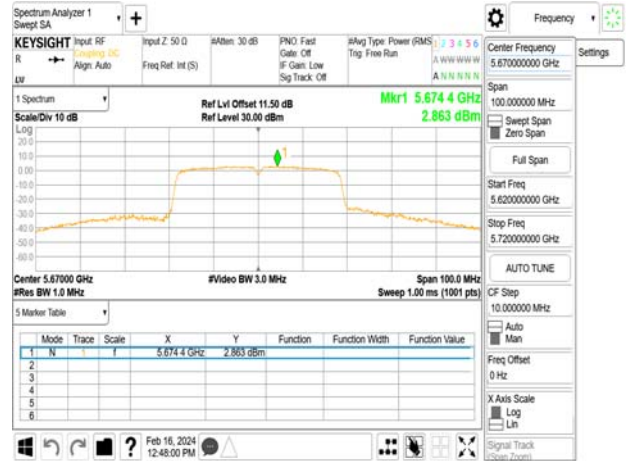 Spectrum Analyzer 1
Swept SA
+
Frequency
KEYSIGHT
Input: RF
Coupling: DC
Align: Auto
Input Z: 50 Ω
Freq Ref: Int (S)
#Atten: 30 dB
PNO: Fast
Gate: Off
IF Gain: Low
Sig Track: Off
#Avg Type: Power (RMS
Trig: Free Run
1 2 3 4 5 6
A W W W W W
A N N N N N
R
LU
1 Spectrum
Scale/Div 10 dB
Ref Lvl Offset 11.50 dB
Ref Level 30.00 dBm
Mkr1 5.674 4 GHz
2.863 dBm
Log
20.0
10.0
0.00
-10.0
-20.0
-30.0
-40.0
-50.0
-60.0
1
Center 5.67000 GHz
#Res BW 1.0 MHz
#Video BW 3.0 MHz
Span 100.0 MHz
Sweep 1.00 ms (1001 pts)
5 Marker Table
Mode Trace Scale X Y Function Function Width Function Value
1 N 1 f 5.674 4 GHz 2.863 dBm
2
3
4
5
6
Feb 16, 2024
12:48:00 PM
Center Frequency
5.670000000 GHz
Settings
Span
100.000000 MHz
Swept Span
Zero Span
Full Span
Start Freq
5.620000000 GHz
Stop Freq
5.720000000 GHz
AUTO TUNE
CF Step
10.000000 MHz
Auto
Man
Freq Offset
0 Hz
X Axis Scale
Log
Lin
Signal Track
(Span Zoom)